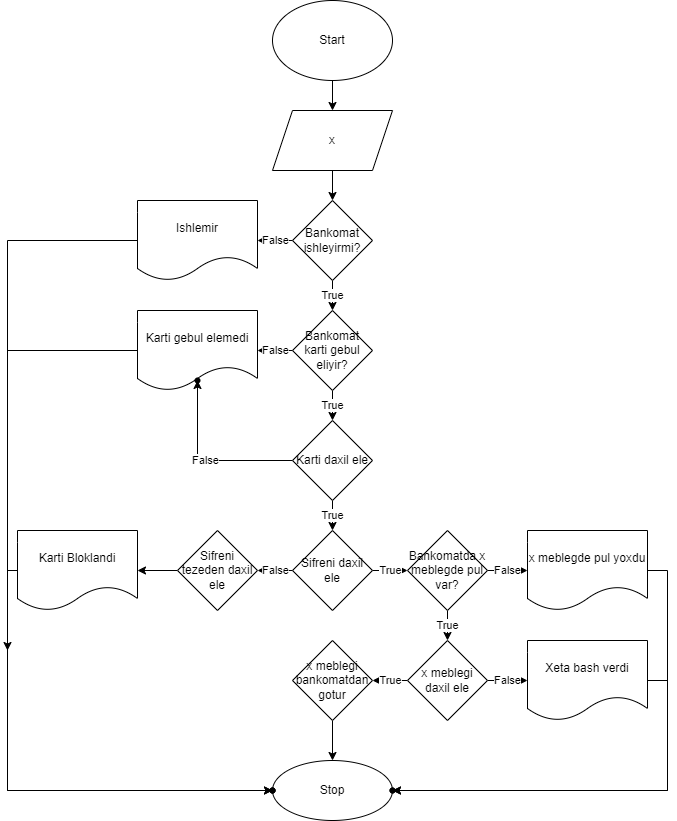 Start
x
Bankomat
ishleyirmi?
False
Ishlemir
True
Bankomat
karti gebul
eliyir?
False
Karti gebul elemedi
True
Karti daxil ele
False
True
Sifreni daxil
ele
False
Sifreni
tezeden daxil
ele
Karti Bloklandi
True
Bankomatda x
meblegde pul
var?
False
x meblegde pul yoxdu
True
x meblegi
daxil ele
False
Xeta bash verdi
True
x meblegi
bankomatdan
gotur
Stop